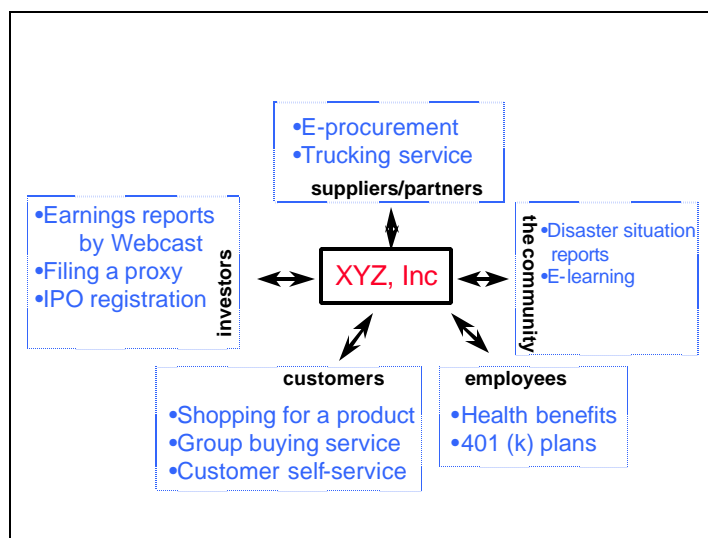 •E-procurement
•Trucking service
suppliers/partners
•Earnings reports
by Webcast
•Filing a proxy
•IPO registration
investors
XYZ, Inc
the community
•Disaster situation
reports
•E-learning
customers
•Shopping for a product
•Group buying service
•Customer self-service
employees
•Health benefits
•401 (k) plans